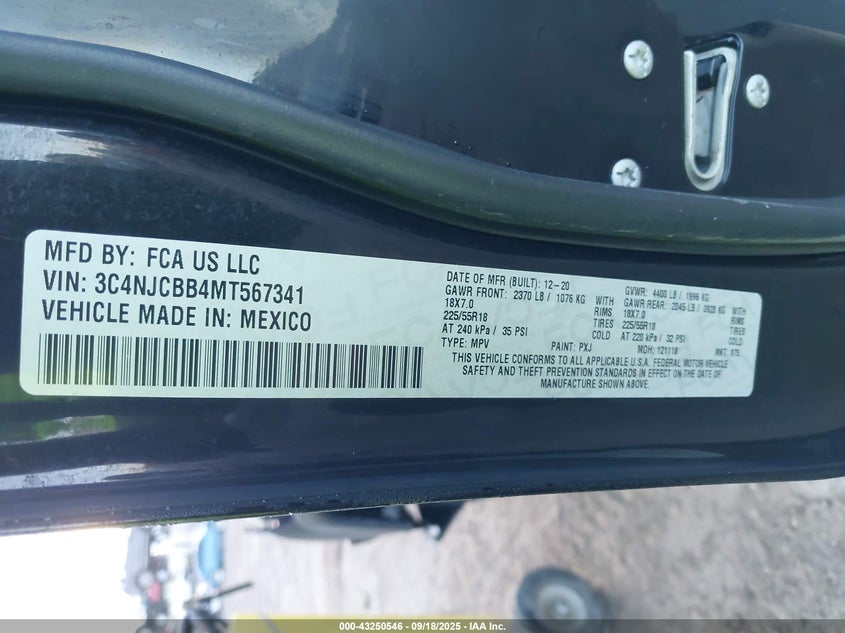 MFD BY: FCA US LLC
VIN: 3C4NJCBB4MT567341
VEHICLE MADE IN: MEXICO
DATE OF MFR (BUILT): 12-20 GVWR: 4400 LB / 1996 KG
GAWR FRONT: 2370 LB / 1076 KG WITH GAWR REAR: 2045 LB / 0928 KG WITH
18X7.0 RIMS 18X7.0 RIMS
225/55R18 TIRES 225/55R18 TIRES
AT 240 kPa / 35 PSI COLD AT 220 kPa / 32 PSI COLD
TYPE: MPV PAINT: PXJ MDH: 121118 MKT: X75
THIS VEHICLE CONFORMS TO ALL APPLICABLE U.S.A. FEDERAL MOTOR VEHICLE
SAFETY AND THEFT PREVENTION STANDARDS IN EFFECT ON THE DATE OF
MANUFACTURE SHOWN ABOVE.
000-43250546 - 09/18/2025 - IAA Inc.